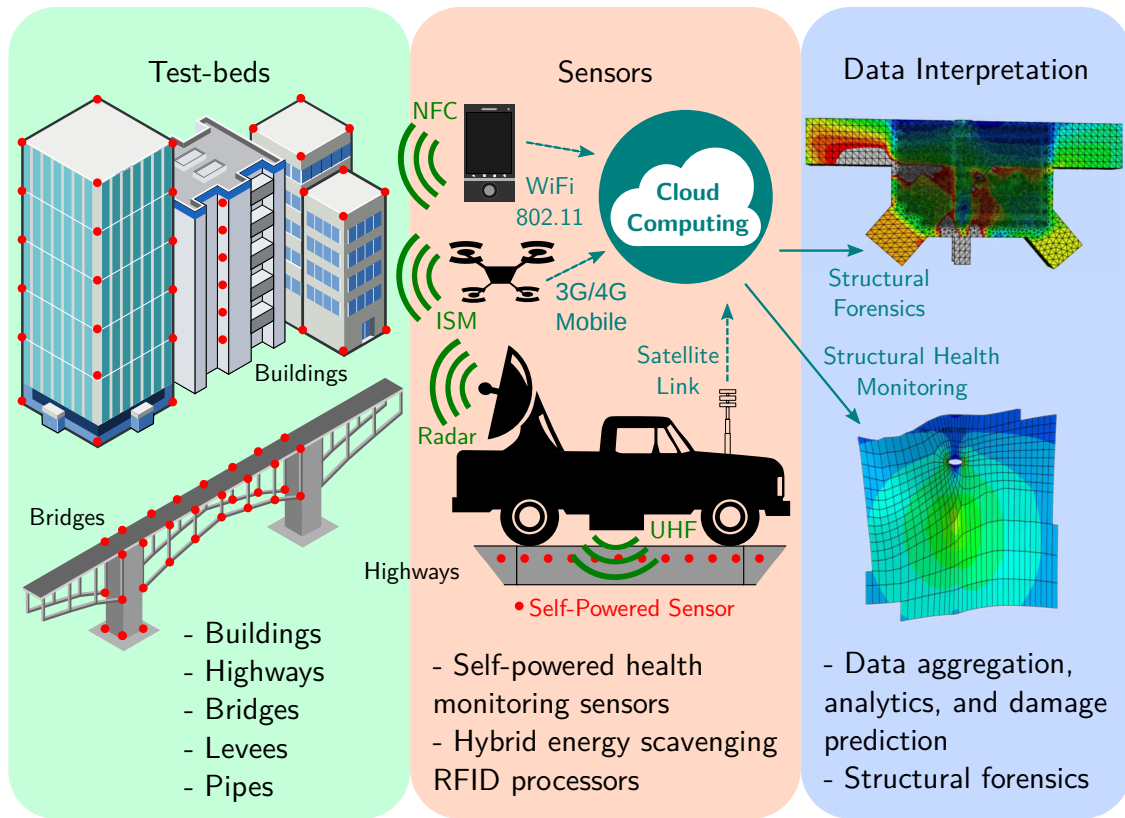 Test-beds
Buildings
Bridges
- Buildings
- Highways
- Bridges
- Levees
- Pipes
Sensors
NFC
WiFi
802.11
Cloud
Computing
ISM
3G/4G
Mobile
Radar
Satellite
Link
UHF
Highways
Self-Powered Sensor
- Self-powered health
monitoring sensors
- Hybrid energy scavenging
RFID processors
Data Interpretation
Structural
Forensics
Structural Health
Monitoring
- Data aggregation,
analytics, and damage
prediction
- Structural forensics